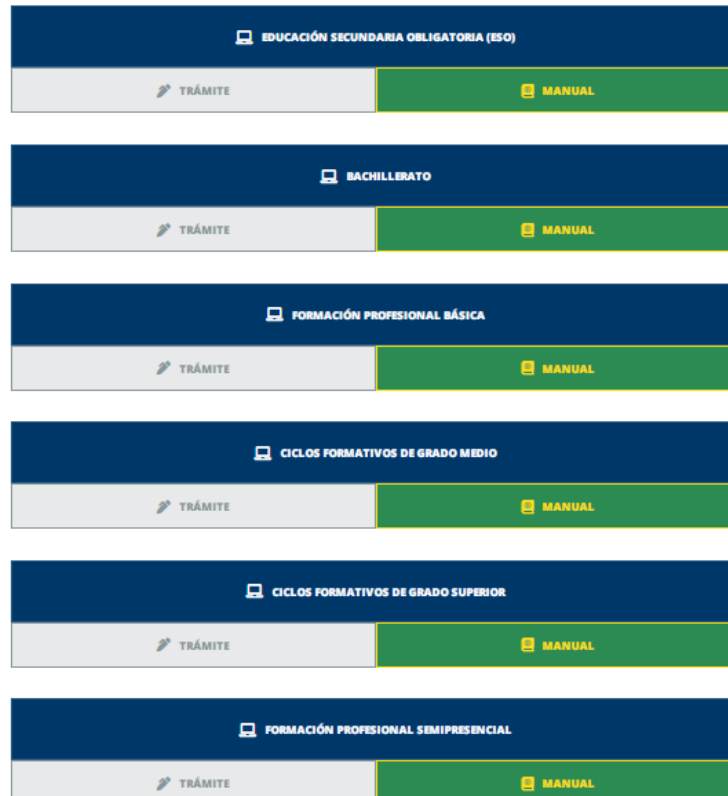 EDUCACIÓN SECUNDARIA OBLIGATORIA (ESO)
TRÁMITE MANUAL
BACHILLERATO
TRÁMITE MANUAL
FORMACIÓN PROFESIONAL BÁSICA
TRÁMITE MANUAL
CICLOS FORMATIVOS DE GRADO MEDIO
TRÁMITE MANUAL
CICLOS FORMATIVOS DE GRADO SUPERIOR
TRÁMITE MANUAL
FORMACIÓN PROFESIONAL SEMIPRESENCIAL
TRÁMITE MANUAL